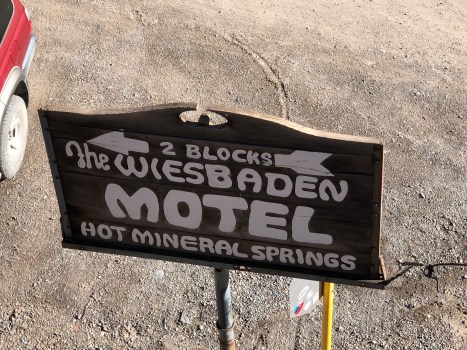 2 BLOCKS
The WIESBADEN
MOTEL
HOT MINERAL SPRINGS